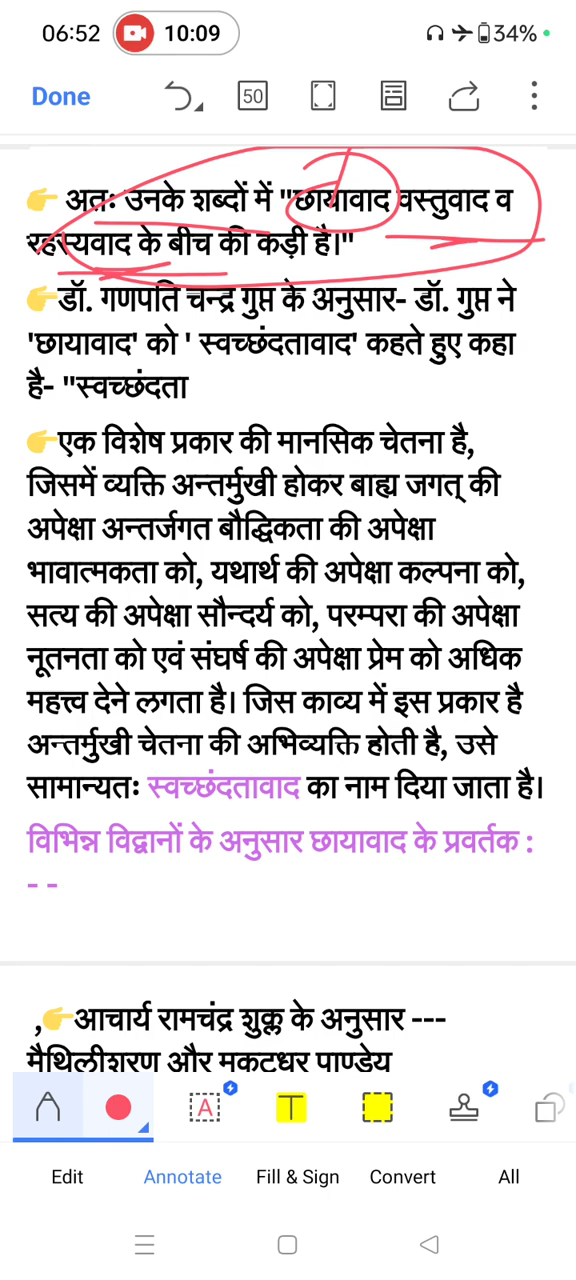 06:52 10:09 34%
Done 50
👉 अतः उनके शब्दों में "छायावाद वस्तुवाद व
रहस्यवाद के बीच की कड़ी है।"
👉डॉ. गणपति चन्द्र गुप्त के अनुसार- डॉ. गुप्त ने
'छायावाद' को ' स्वच्छंदतावाद' कहते हुए कहा
है- "स्वच्छंदता
👉एक विशेष प्रकार की मानसिक चेतना है,
जिसमें व्यक्ति अन्तर्मुखी होकर बाह्य जगत् की
अपेक्षा अन्तर्जगत बौद्धिकता की अपेक्षा
भावात्मकता को, यथार्थ की अपेक्षा कल्पना को,
सत्य की अपेक्षा सौन्दर्य को, परम्परा की अपेक्षा
नूतनता को एवं संघर्ष की अपेक्षा प्रेम को अधिक
महत्त्व देने लगता है। जिस काव्य में इस प्रकार है
अन्तर्मुखी चेतना की अभिव्यक्ति होती है, उसे
सामान्यतः स्वच्छंदतावाद का नाम दिया जाता है।
विभिन्न विद्वानों के अनुसार छायावाद के प्रवर्तक :
- -
,👉आचार्य रामचंद्र शुक्ल के अनुसार ---
मैथिलीशरण और मुकुटधर पाण्डेय
A T
Edit Annotate Fill & Sign Convert All